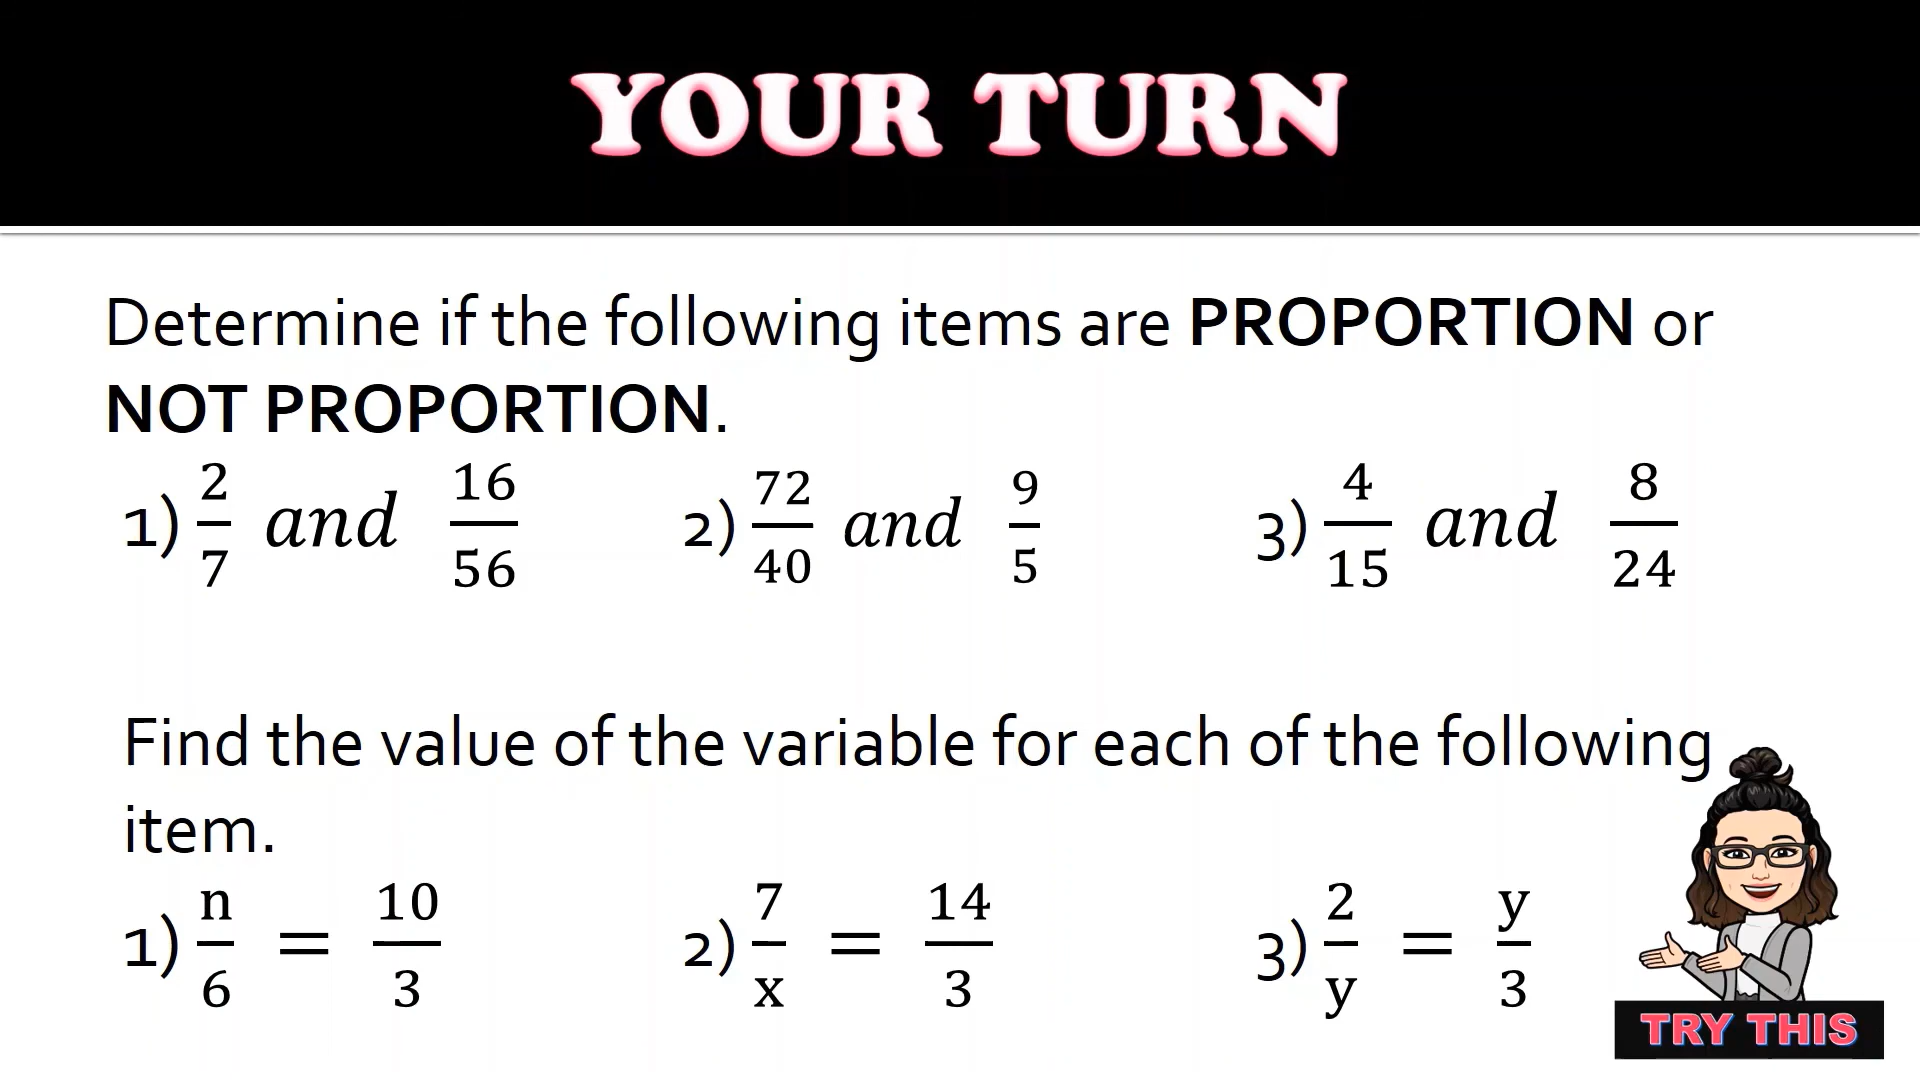 YOUR TURN
Determine if the following items are PROPORTION or
NOT PROPORTION.
1) 2/7 and 16/56 2) 72/40 and 9/5 3) 4/15 and 8/24
Find the value of the variable for each of the following
item.
1) n/6 = 10/3 2) 7/x = 14/3 3) 2/y = y/3
TRY THIS